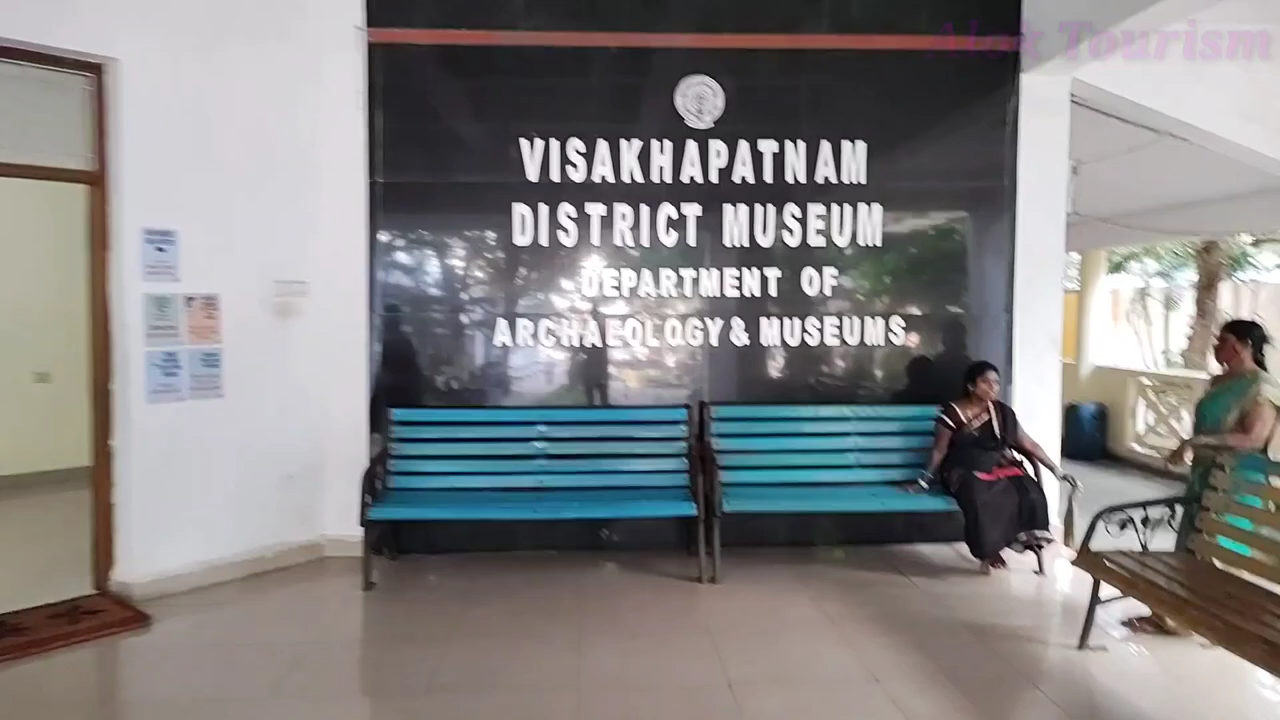 Alok Tourism
VISAKHAPATNAM
DISTRICT MUSEUM
DEPARTMENT OF
ARCHAEOLOGY & MUSEUMS